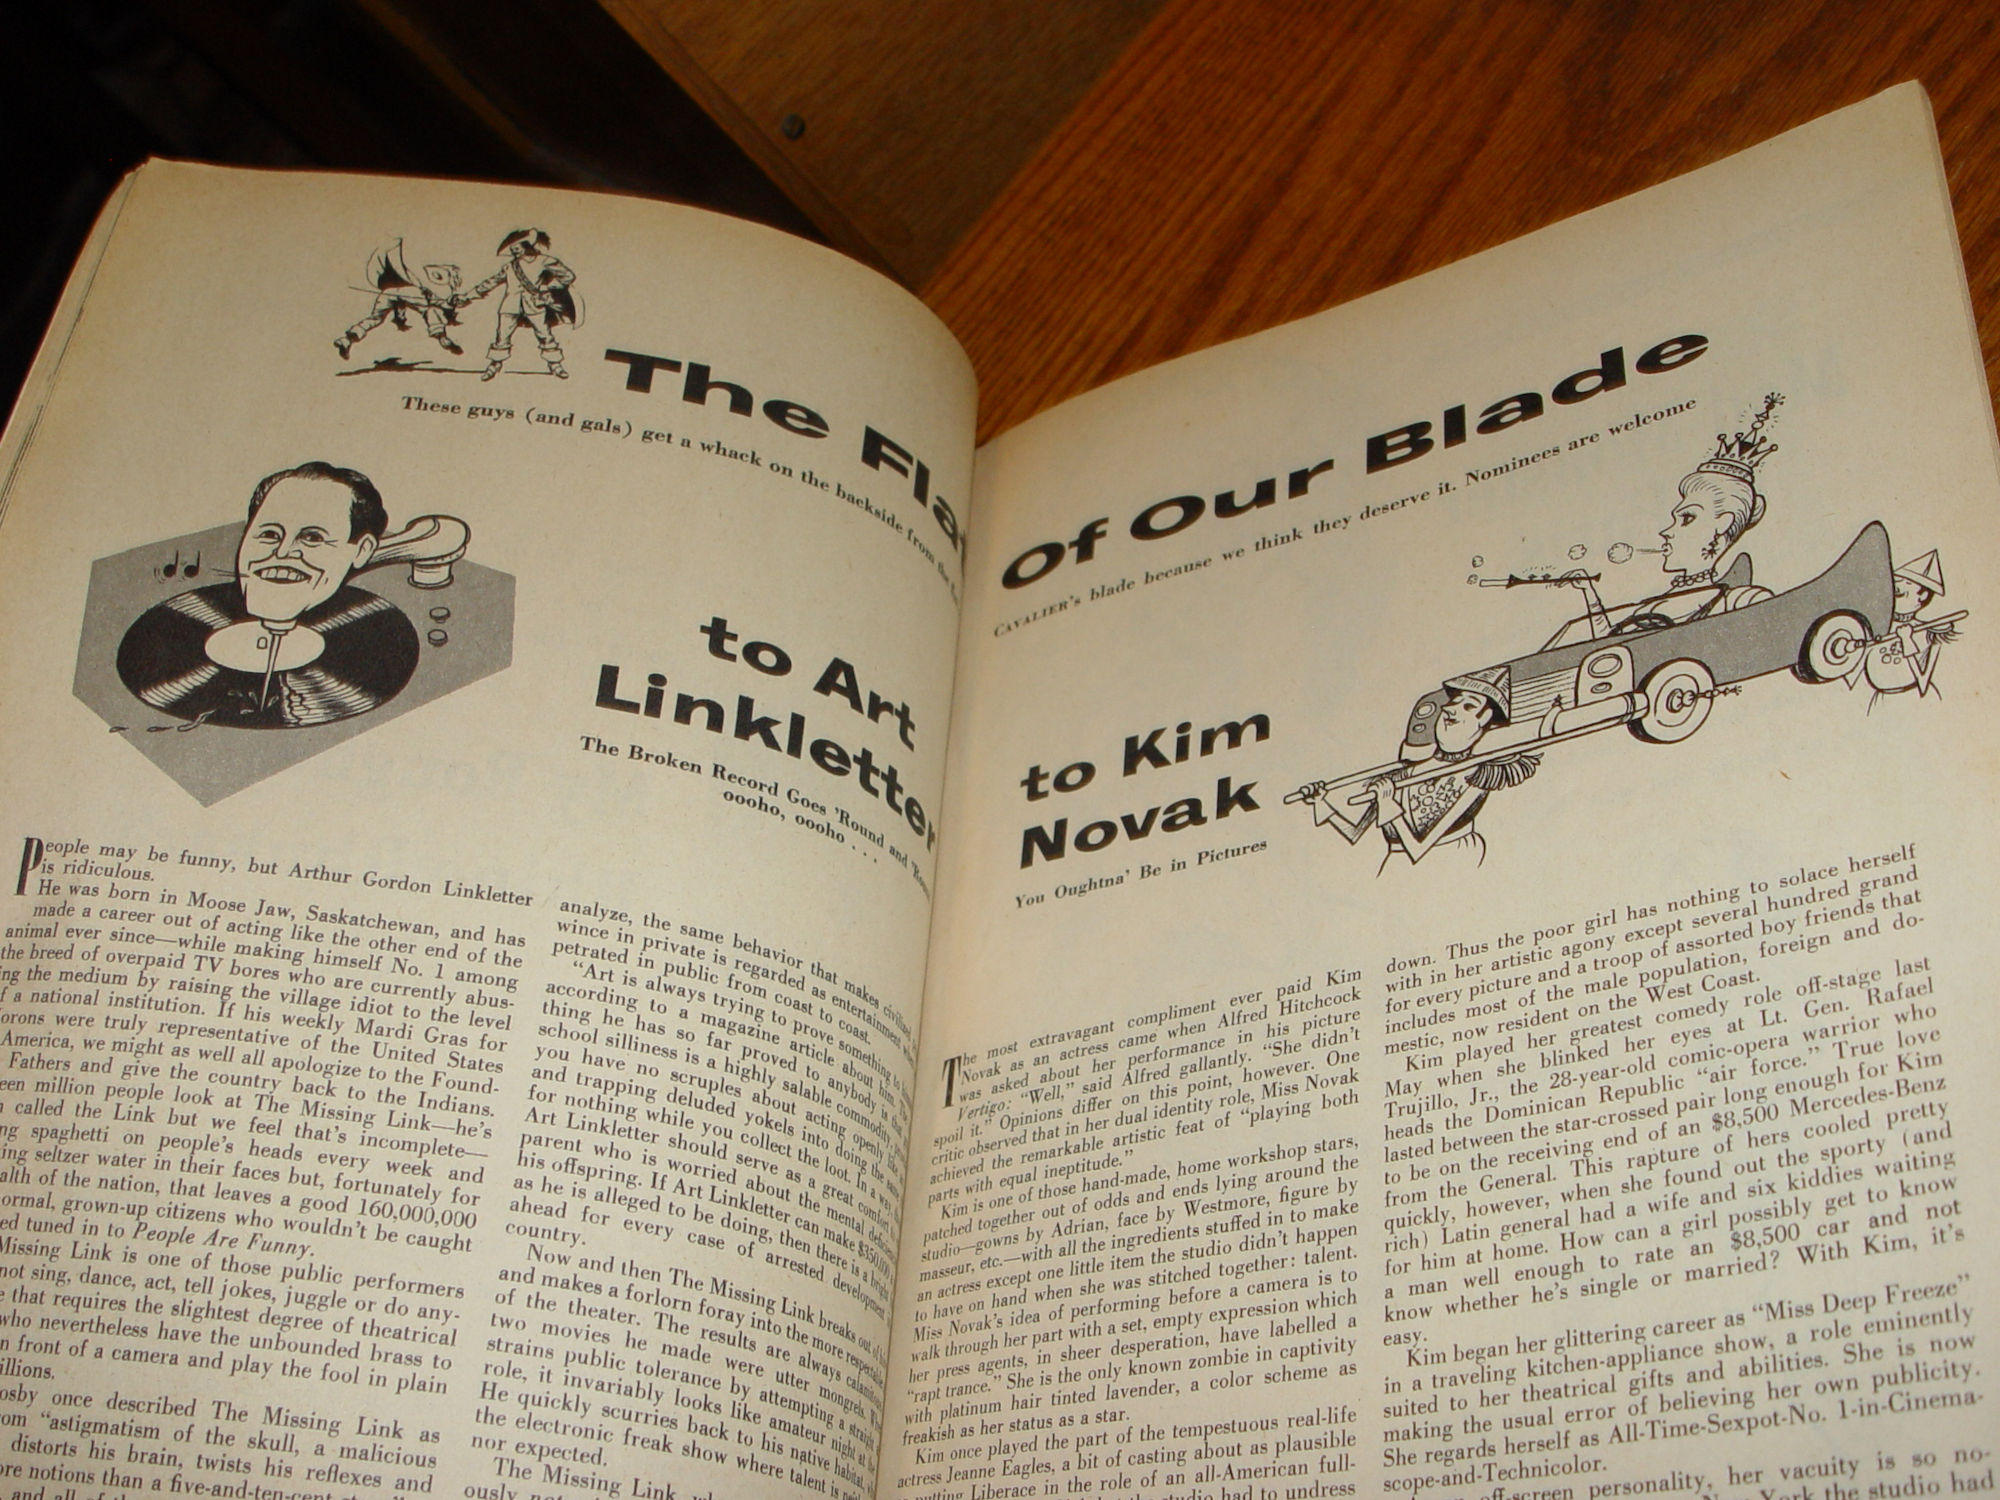 The Fla
These guys (and gals) get a whack on the backside from the
to Art
Linkletter
The Broken Record Goes 'Round and 'Roun
oooho, oooho . . .
People may be funny, but Arthur Gordon Linkletter
is ridiculous.
He was born in Moose Jaw, Saskatchewan, and has
made a career out of acting like the other end of the
animal ever since—while making himself No. 1 among
the breed of overpaid TV bores who are currently abus-
ing the medium by raising the village idiot to the level
f a national institution. If his weekly Mardi Gras for
orons were truly representative of the United States
America, we might as well all apologize to the Found-
Fathers and give the country back to the Indians.
een million people look at The Missing Link—he's
called the Link but we feel that's incomplete—
ng spaghetti on people's heads every week and
ing seltzer water in their faces but, fortunately for
alth of the nation, that leaves a good 160,000,000
ormal, grown-up citizens who wouldn't be caught
ed tuned in to People Are Funny.
Missing Link is one of those public performers
not sing, dance, act, tell jokes, juggle or do any-
e that requires the slightest degree of theatrical
who nevertheless have the unbounded brass to
n front of a camera and play the fool in plain
illions.
osby once described The Missing Link as
om "astigmatism of the skull, a malicious
distorts his brain, twists his reflexes and
ore notions than a five-and-ten-cent
analyze, the same behavior that makes
wince in private is regarded as entertainment when
petrated in public from coast to coast.
"Art is always trying to prove something to
according to a magazine article about him. The
thing he has so far proved to anybody is that
school silliness is a highly salable commodity,
you have no scruples about acting openly like
and trapping deluded yokels into doing the same
for nothing while you collect the loot. In a way,
Art Linkletter should serve as a great comfort to
parent who is worried about the mental
his offspring. If Art Linkletter can make $350,000
as he is alleged to be doing, then there is a bright
ahead for every case of arrested development
country.
Now and then The Missing Link breaks out of his
and makes a forlorn foray into the more respectable
of the theater. The results are always calamitous.
two movies he made were utter mongrels.
strains public tolerance by attempting a straight
role, it invariably looks like amateur night at the
He quickly scurries back to his native habitat,
the electronic freak show where talent is
nor expected.
The Missing Link
Of Our Blade
CAVALIER's blade because we think they deserve it. Nominees are welcome
to Kim
Novak
You Oughtna' Be in Pictures
The most extravagant compliment ever paid Kim
Novak as an actress came when Alfred Hitchcock
was asked about her performance in his picture
Vertigo: "Well," said Alfred gallantly. "She didn't
spoil it." Opinions differ on this point, however. One
critic observed that in her dual identity role, Miss Novak
achieved the remarkable artistic feat of "playing both
parts with equal ineptitude."
Kim is one of those hand-made, home workshop stars,
patched together out of odds and ends lying around the
studio—gowns by Adrian, face by Westmore, figure by
masseur, etc.—with all the ingredients stuffed in to make
an actress except one little item the studio didn't happen
to have on hand when she was stitched together: talent.
Miss Novak's idea of performing before a camera is to
walk through her part with a set, empty expression which
her press agents, in sheer desperation, have labelled a
"rapt trance." She is the only known zombie in captivity
with platinum hair tinted lavender, a color scheme as
freakish as her status as a star.
Kim once played the part of the tempestuous real-life
actress Jeanne Eagles, a bit of casting about as plausible
putting Liberace in the role of an all-American full-
the studio had to undress
down. Thus the poor girl has nothing to solace herself
with in her artistic agony except several hundred grand
for every picture and a troop of assorted boy friends that
includes most of the male population, foreign and do-
mestic, now resident on the West Coast.
Kim played her greatest comedy role off-stage last
May when she blinked her eyes at Lt. Gen. Rafael
Trujillo, Jr., the 28-year-old comic-opera warrior who
heads the Dominican Republic "air force." True love
lasted between the star-crossed pair long enough for Kim
to be on the receiving end of an $8,500 Mercedes-Benz
from the General. This rapture of hers cooled pretty
quickly, however, when she found out the sporty (and
rich) Latin general had a wife and six kiddies waiting
for him at home. How can a girl possibly get to know
a man well enough to rate an $8,500 car and not
know whether he's single or married? With Kim, it's
easy.
Kim began her glittering career as "Miss Deep Freeze"
in a traveling kitchen-appliance show, a role eminently
suited to her theatrical gifts and abilities. She is now
making the usual error of believing her own publicity.
She regards herself as All-Time-Sexpot-No. 1-in-Cinema-
scope-and-Technicolor.
off-screen personality, her vacuity is so no-
York the studio had